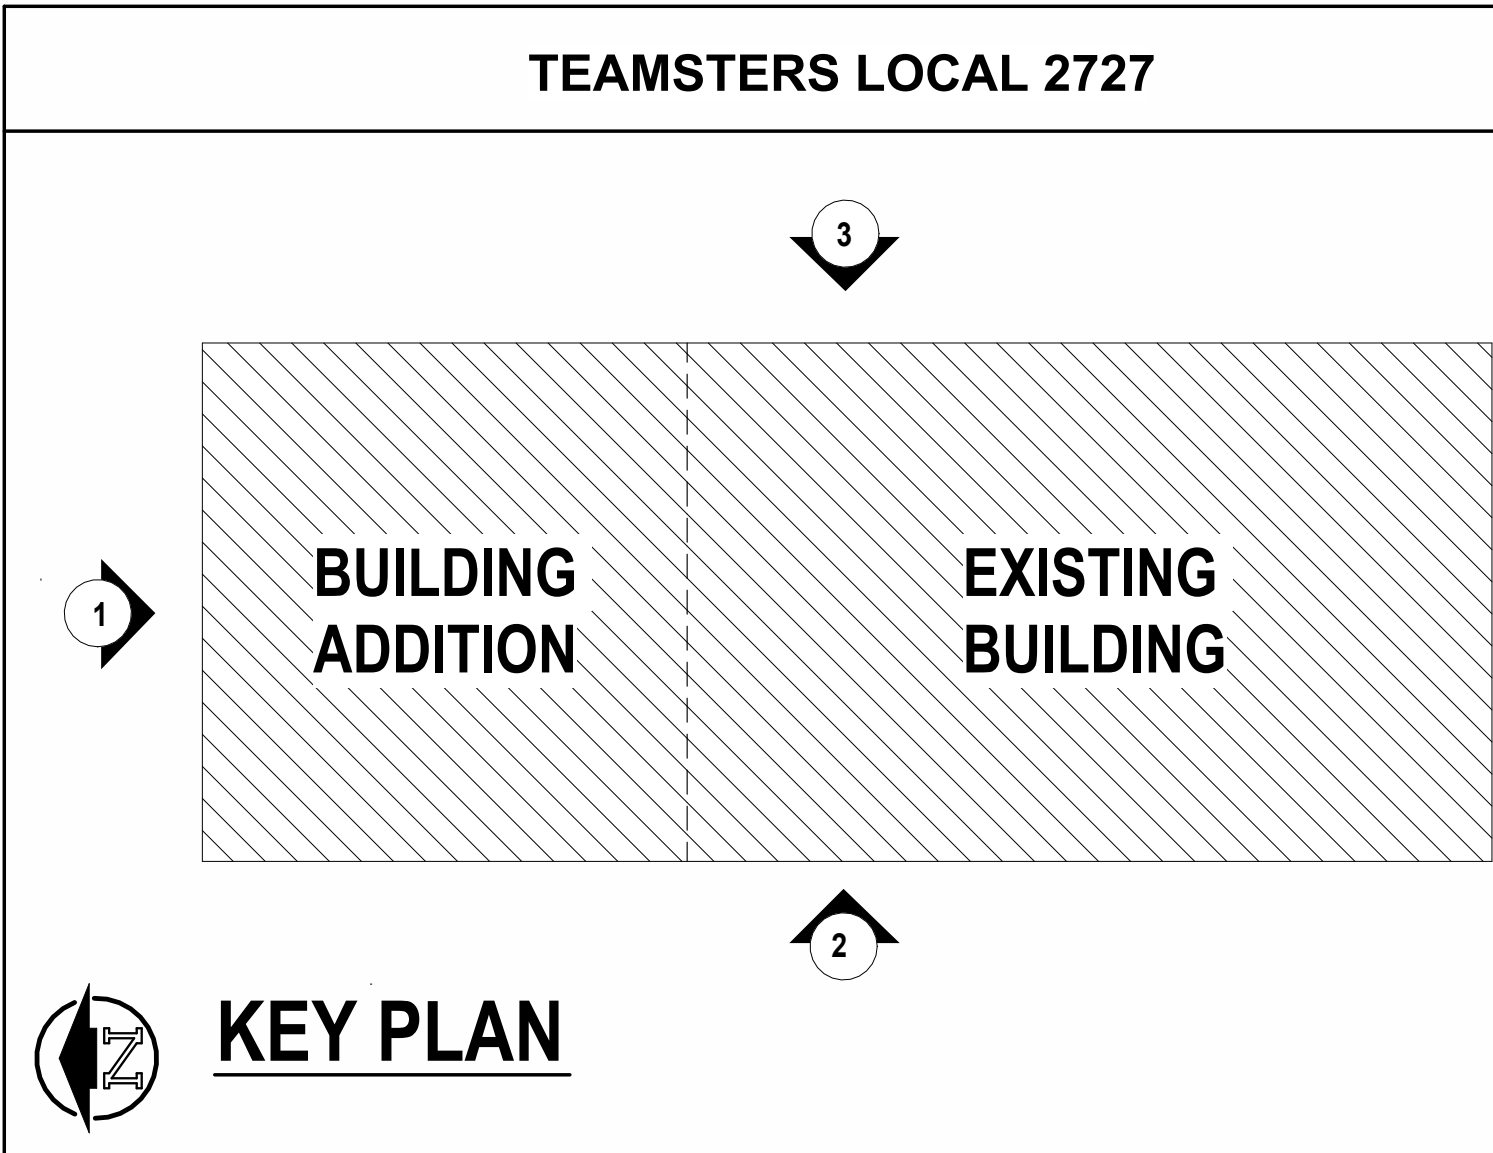 TEAMSTERS LOCAL 2727
3
BUILDING
ADDITION
EXISTING
BUILDING
1
2
N
KEY PLAN